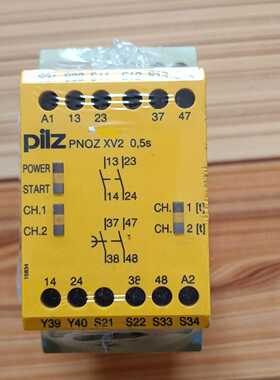 A1 13 23 37 47
pilz PNOZ XV2 0,5s
POWER
START
13 23
14 24
CH.1
CH.2
37 47
38 48
CH. 1 [t]
2 [t]
14 24 38 48 A2
Y39 Y40 S21 S22 S33 S34